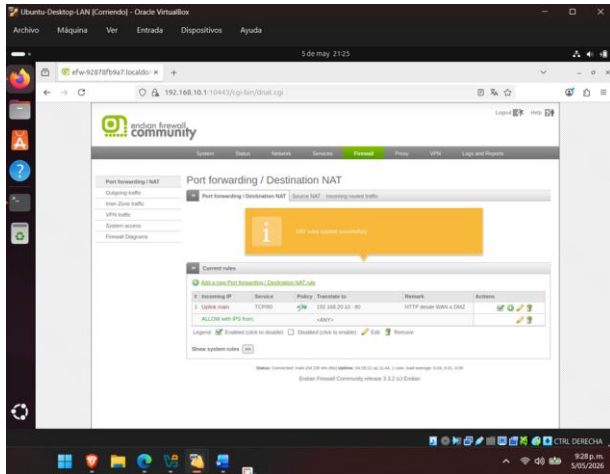 Ubuntu-Desktop-LAN [Corriendo] - Oracle VirtualBox
Archivo Máquina Ver Entrada Dispositivos Ayuda
5 de may 21:25
efw-92878fb9a7.localdo
192.168.10.1:10443/cgi-bin/dnat.cgi
Logout Help
endian firewall community
System Status Network Services Firewall Proxy VPN Logs and Reports
Port forwarding / NAT
Outgoing traffic
Inter-Zone traffic
VPN traffic
System access
Firewall Diagrams
Port forwarding / Destination NAT
Port forwarding / Destination NAT Source NAT Incoming routed traffic
NAT rules applied successfully
Current rules
Add a new Port forwarding / Destination NAT rule
# Incoming IP Service Policy Translate to Remark Actions
1 Uplink main TCP/80 192.168.20.10 : 80 HTTP desde WAN a DMZ
ALLOW with IPS from: <ANY>
Legend: Enabled (click to disable) Disabled (click to enable) Edit Remove
Show system rules >>
Endian Firewall Community release 3.3.2 (c) Endian
CTRL DERECHA
9:28 p.m.
5/05/2026